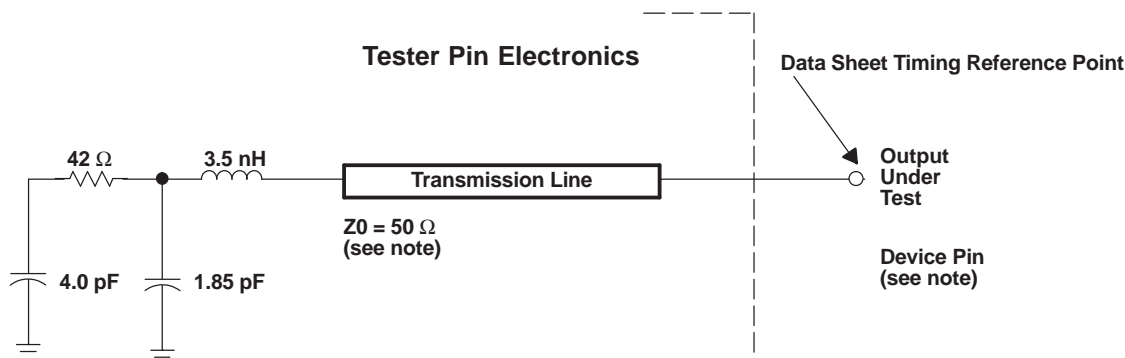 Tester Pin Electronics
Data Sheet Timing Reference Point
42 Ω
3.5 nH
Transmission Line
Output
Under
Test
Z0 = 50 Ω
(see note)
Device Pin
(see note)
4.0 pF
1.85 pF